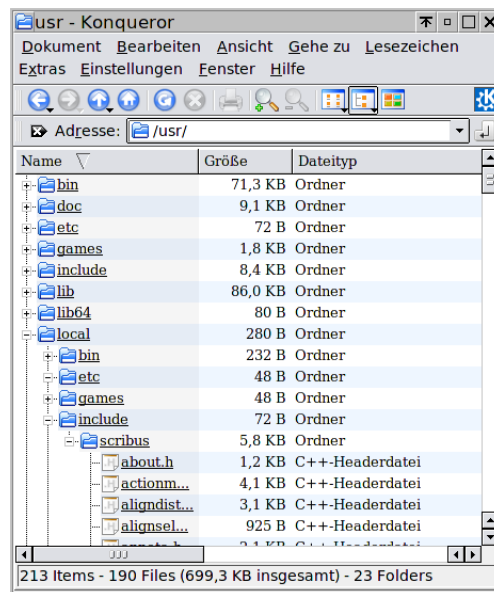 usr - Konqueror
Dokument Bearbeiten Ansicht Gehe zu Lesezeichen
Extras Einstellungen Fenster Hilfe
Adresse: /usr/
Name Größe Dateityp
bin 71,3 KB Ordner
doc 9,1 KB Ordner
etc 72 B Ordner
games 1,8 KB Ordner
include 8,4 KB Ordner
lib 86,0 KB Ordner
lib64 80 B Ordner
local 280 B Ordner
bin 232 B Ordner
etc 48 B Ordner
games 48 B Ordner
include 72 B Ordner
scribus 5,8 KB Ordner
about.h 1,2 KB C++-Headerdatei
actionm... 4,1 KB C++-Headerdatei
aligndist... 3,1 KB C++-Headerdatei
alignsel... 925 B C++-Headerdatei
213 Items - 190 Files (699,3 KB insgesamt) - 23 Folders